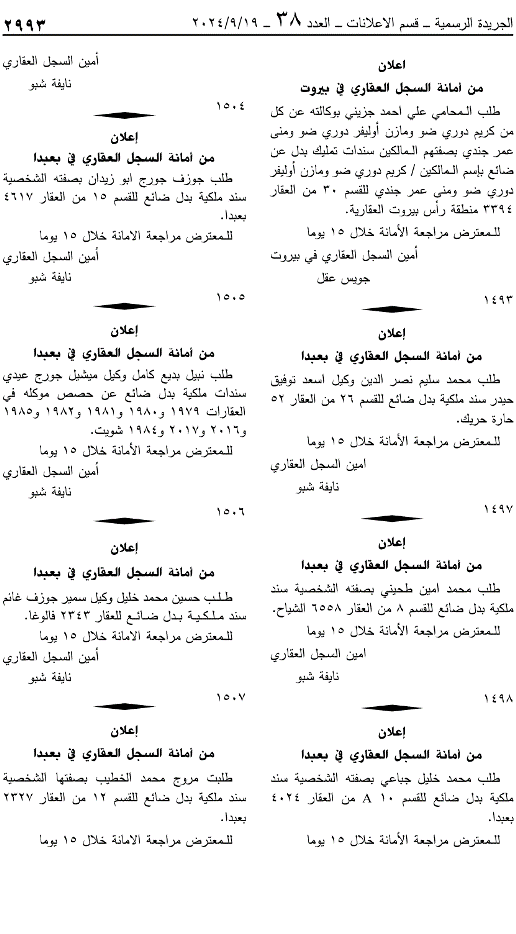 الجريدة الرسمية ــ قسم الاعلانات ــ العدد ٣٨ ــ ٢٠٢٤/٩/١٩
٢٩٩٣
اعلان
من أمانة السجل العقاري في بيروت
طلب المحامي علي احمد جزيني بوكالته عن كل
من كريم دوري ضو ومازن أوليفر دوري ضو ومنى
عمر جندي بصفتهم المالكين سندات تمليك بدل عن
ضائع بإسم المالكين / كريم دوري ضو ومازن أوليفر
دوري ضو ومنى عمر جندي للقسم ٣٠ من العقار
٣٣٩٤ منطقة رأس بيروت العقارية.
للمعترض مراجعة الأمانة خلال ١٥ يوما
أمين السجل العقاري في بيروت
جويس عقل
١٤٩٣
اعلان
من أمانة السجل العقاري في بعبدا
طلب محمد سليم نصر الدين وكيل اسعد توفيق
حيدر سند ملكية بدل ضائع للقسم ٢٦ من العقار ٥٢
حارة حريك.
للمعترض مراجعة الأمانة خلال ١٥ يوما
امين السجل العقاري
نايفة شبو
١٤٩٧
إعلان
من أمانة السجل العقاري في بعبدا
طلب محمد امين طحيني بصفته الشخصية سند
ملكية بدل ضائع للقسم ٨ من العقار ٦٥٥٨ الشياح.
للمعترض مراجعة الأمانة خلال ١٥ يوما
امين السجل العقاري
نايفة شبو
١٤٩٨
إعلان
من أمانة السجل العقاري في بعبدا
طلب محمد خليل جباعي بصفته الشخصية سند
ملكية بدل ضائع للقسم ١٠ A من العقار ٤٠٢٤
بعبدا.
للمعترض مراجعة الأمانة خلال ١٥ يوما
أمين السجل العقاري
نايفة شبو
١٥٠٤
إعلان
من أمانة السجل العقاري في بعبدا
طلب جوزف جورج ابو زيدان بصفته الشخصية
سند ملكية بدل ضائع للقسم ١٥ من العقار ٤٦١٧
بعبدا.
للمعترض مراجعة الامانة خلال ١٥ يوما
أمين السجل العقاري
نايفة شبو
١٥٠٥
إعلان
من أمانة السجل العقاري في بعبدا
طلب نبيل بديع كامل وكيل ميشيل جورج عيدي
سندات ملكية بدل ضائع عن حصص موكله في
العقارات ١٩٧٩ و١٩٨٠ و١٩٨١ و١٩٨٢ و١٩٨٥
و٢٠١٦ و٢٠١٧ و١٩٨٤ شويت.
للمعترض مراجعة الامانة خلال ١٥ يوما
أمين السجل العقاري
نايفة شبو
١٥٠٦
إعلان
من أمانة السجل العقاري في بعبدا
طلب حسين محمد خليل وكيل سمير جوزف غانم
سند ملكية بدل ضائع للعقار ٢٣٤٣ فالوغا.
للمعترض مراجعة الامانة خلال ١٥ يوما
أمين السجل العقاري
نايفة شبو
١٥٠٧
إعلان
من أمانة السجل العقاري في بعبدا
طلبت مروج محمد الخطيب بصفتها الشخصية
سند ملكية بدل ضائع للقسم ١٢ من العقار ٢٣٢٧
بعبدا.
للمعترض مراجعة الامانة خلال ١٥ يوما